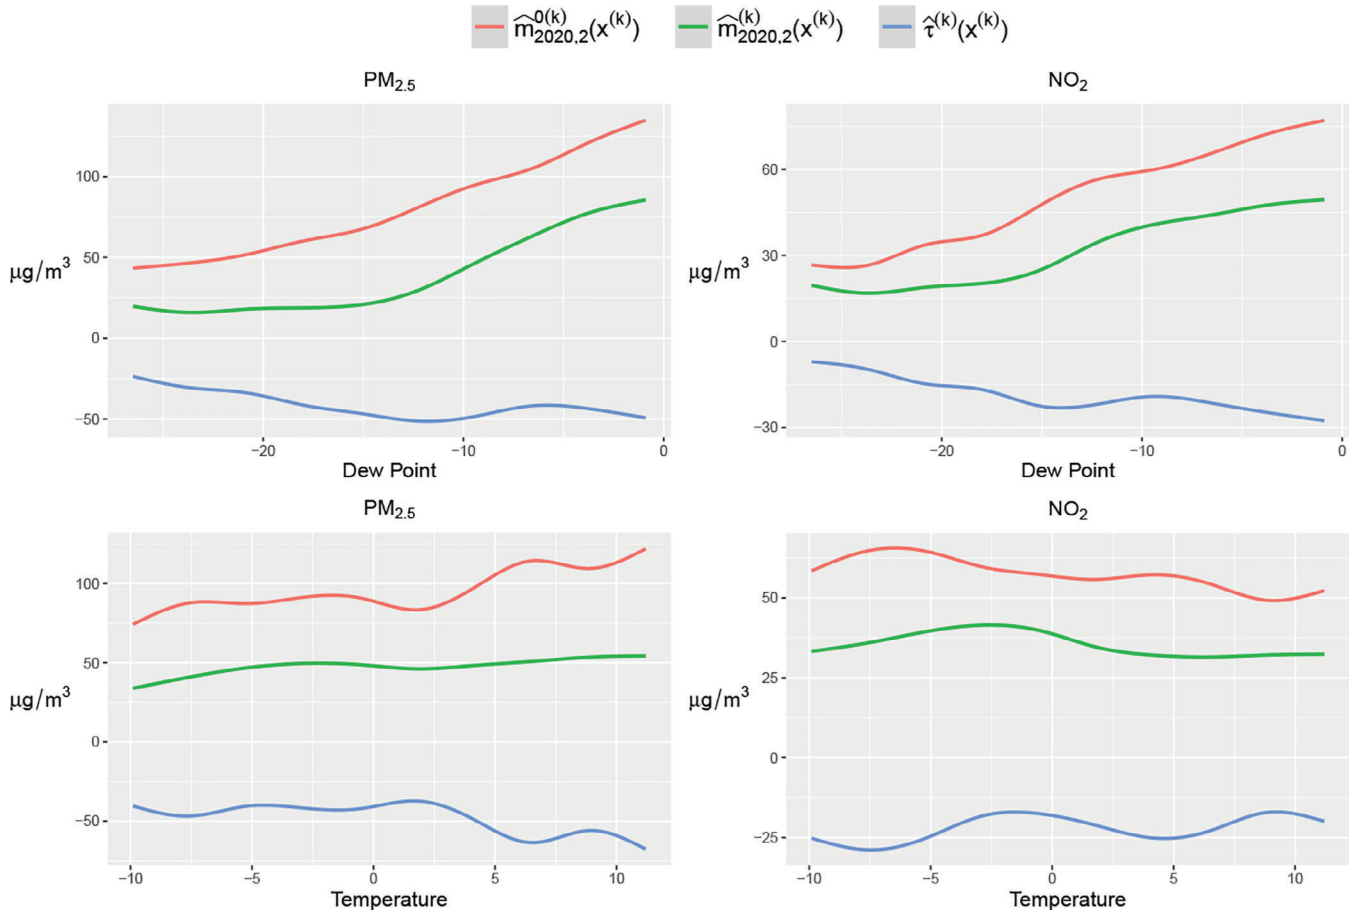 m̂⁰⁽ᵏ⁾₂₀₂₀,₂(x⁽ᵏ⁾) m̂⁽ᵏ⁾₂₀₂₀,₂(x⁽ᵏ⁾) τ̂⁽ᵏ⁾(x⁽ᵏ⁾)
PM₂.₅
100
50
0
−50
μg/m³
−20 −10 0
Dew Point
NO₂
60
30
0
−30
μg/m³
−20 −10 0
Dew Point
PM₂.₅
100
50
0
−50
μg/m³
−10 −5 0 5 10
Temperature
NO₂
50
25
0
−25
μg/m³
−10 −5 0 5 10
Temperature